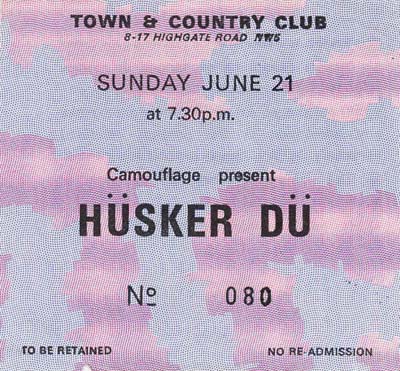 TOWN & COUNTRY CLUB
8-17 HIGHGATE ROAD NW5
SUNDAY JUNE 21
at 7.30p.m.
Camouflage present
HÜSKER DÜ
Nº 080
TO BE RETAINED NO RE-ADMISSION